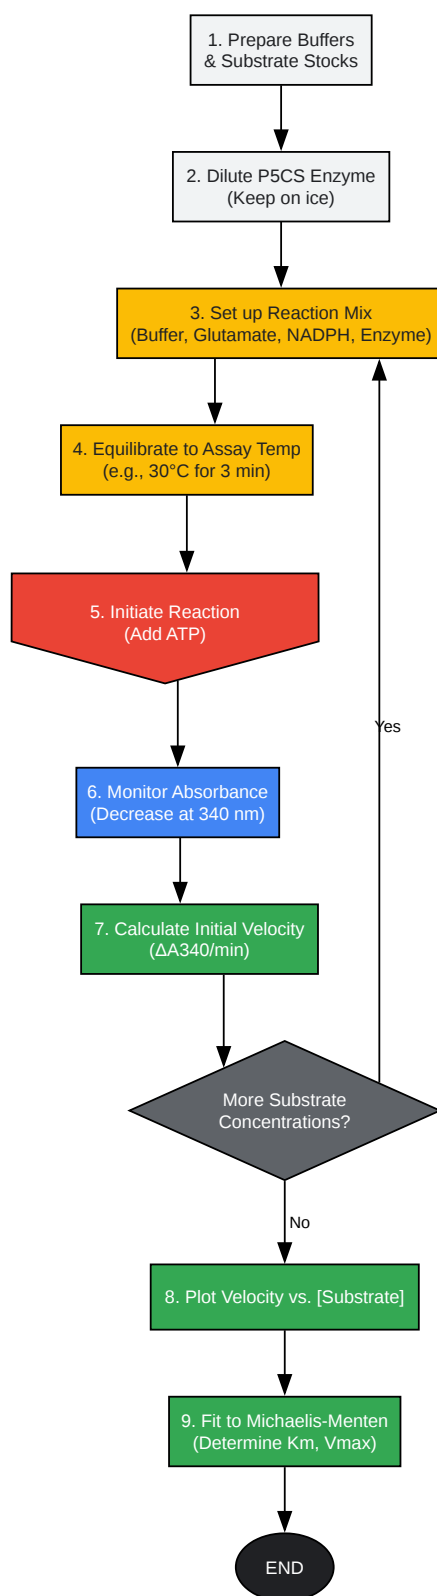 1. Prepare Buffers
& Substrate Stocks
2. Dilute P5CS Enzyme
(Keep on ice)
3. Set up Reaction Mix
(Buffer, Glutamate, NADPH, Enzyme)
4. Equilibrate to Assay Temp
(e.g., 30°C for 3 min)
5. Initiate Reaction
(Add ATP)
Yes
6. Monitor Absorbance
(Decrease at 340 nm)
7. Calculate Initial Velocity
(ΔA340/min)
More Substrate
Concentrations?
No
8. Plot Velocity vs. [Substrate]
9. Fit to Michaelis-Menten
(Determine Km, Vmax)
END